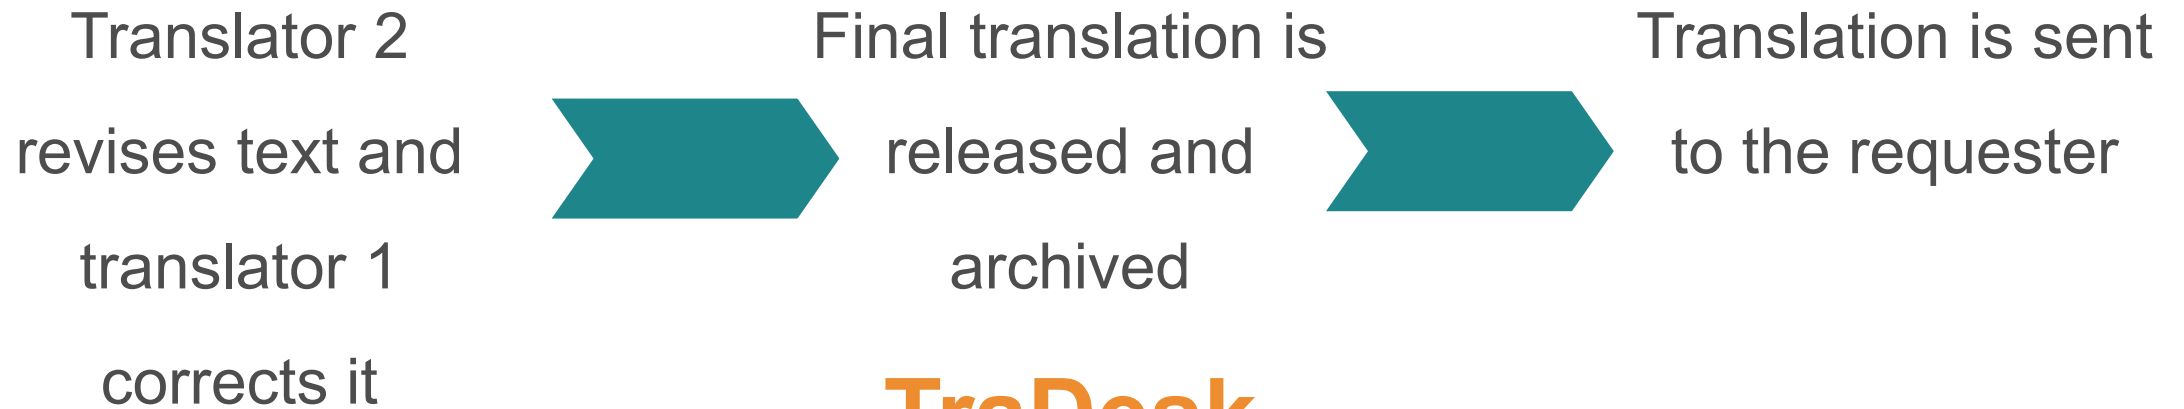 Translator 2
revises text and
translator 1
corrects it
Final translation is
released and
archived
TraDesk
Translation is sent
to the requester